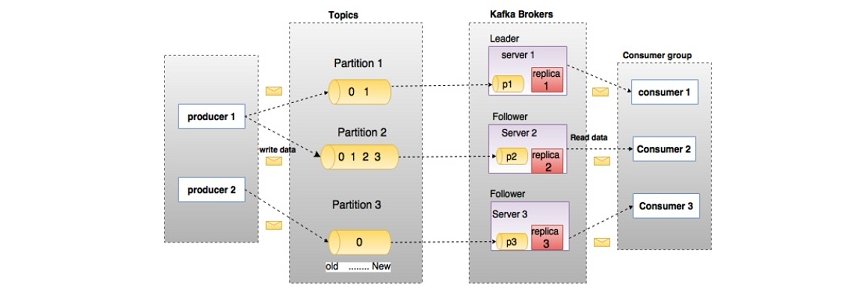 Topics
Kafka Brokers
producer 1
producer 2
write data
Partition 1
0 1
Partition 2
0 1 2 3
Partition 3
0
old ........ New
Leader
server 1
p1
replica
1
Follower
Server 2
p2
replica
2
Follower
Server 3
p3
replica
3
Read data
Consumer group
consumer 1
Consumer 2
Consumer 3